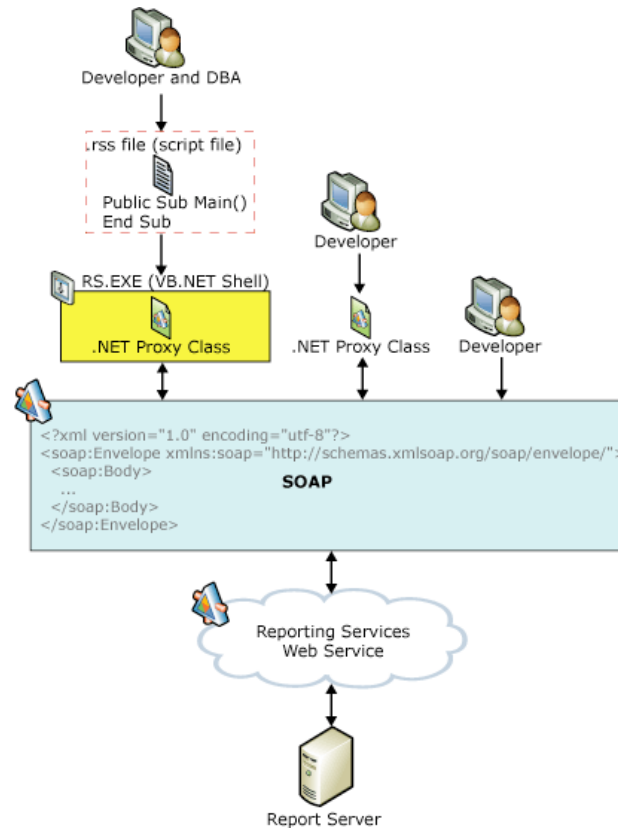 Developer and DBA
.rss file (script file)
Public Sub Main()
End Sub
Developer
RS.EXE (VB.NET Shell)
.NET Proxy Class
.NET Proxy Class
Developer
<?xml version="1.0" encoding="utf-8"?>
<soap:Envelope xmlns:soap="http://schemas.xmlsoap.org/soap/envelope/">
<soap:Body>
...
SOAP
</soap:Body>
</soap:Envelope>
Reporting Services
Web Service
Report Server